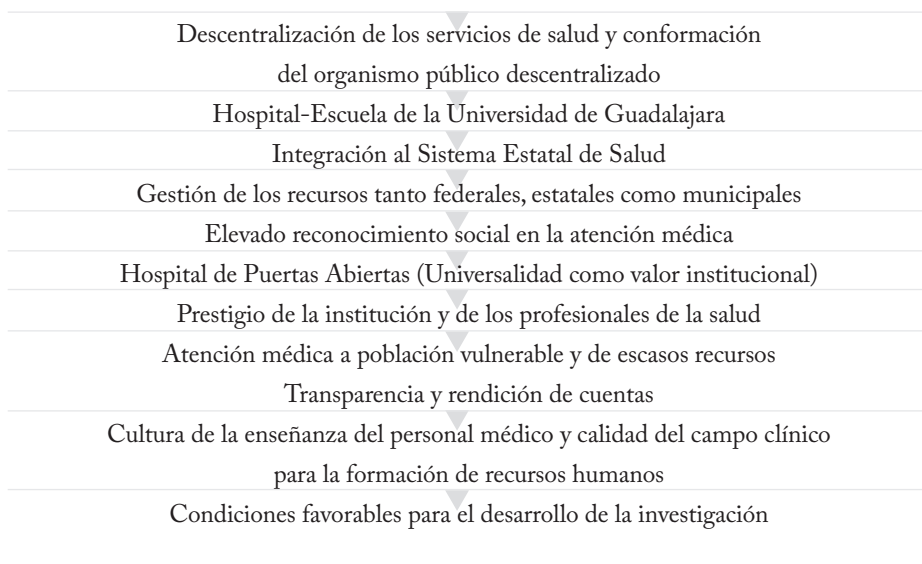 Descentralización de los servicios de salud y conformación
del organismo público descentralizado
Hospital-Escuela de la Universidad de Guadalajara
Integración al Sistema Estatal de Salud
Gestión de los recursos tanto federales, estatales como municipales
Elevado reconocimiento social en la atención médica
Hospital de Puertas Abiertas (Universalidad como valor institucional)
Prestigio de la institución y de los profesionales de la salud
Atención médica a población vulnerable y de escasos recursos
Transparencia y rendición de cuentas
Cultura de la enseñanza del personal médico y calidad del campo clínico
para la formación de recursos humanos
Condiciones favorables para el desarrollo de la investigación